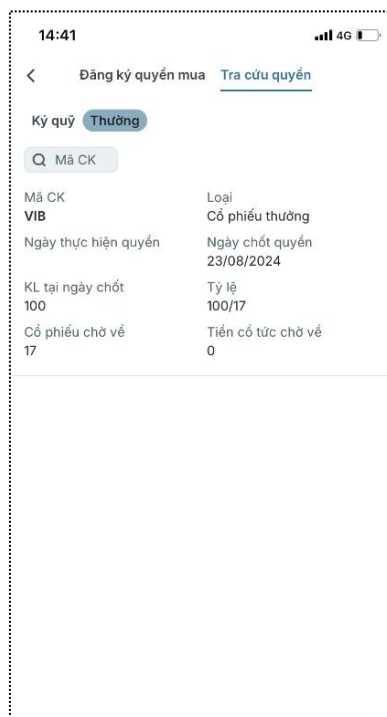 14:41
4G
Đăng ký quyền mua Tra cứu quyền
Ký quỹ Thường
Mã CK
Mã CK Loại
VIB Cổ phiếu thưởng
Ngày thực hiện quyền Ngày chốt quyền
23/08/2024
KL tại ngày chốt Tỷ lệ
100 100/17
Cổ phiếu chờ về Tiền cổ tức chờ về
17 0